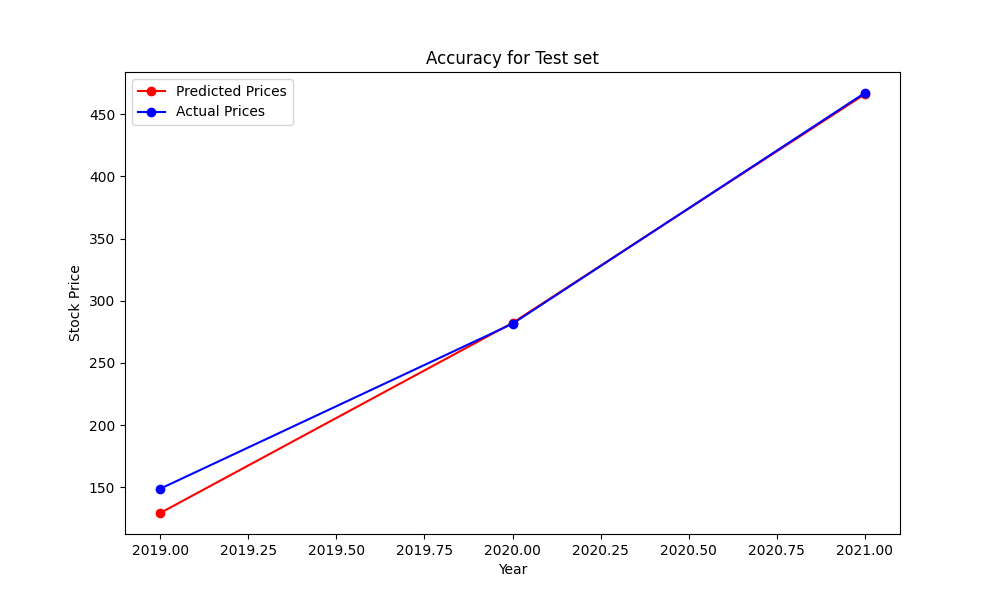 Accuracy for Test set
Predicted Prices
Actual Prices
450
400
350
300
250
200
150
Stock Price
2019.00 2019.25 2019.50 2019.75 2020.00 2020.25 2020.50 2020.75 2021.00
Year